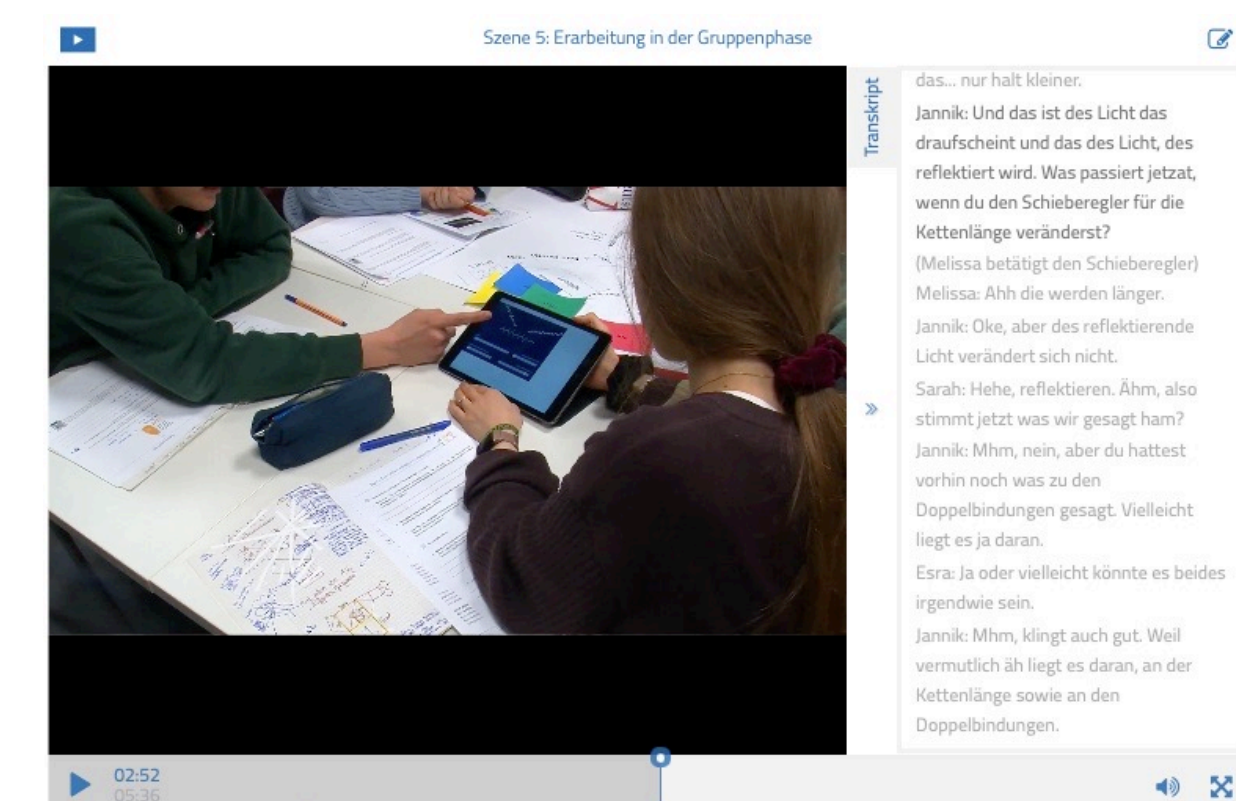 Szene 5: Erarbeitung in der Gruppenphase
Transkript
das... nur halt kleiner.
Jannik: Und das ist des Licht das
draufscheint und das des Licht, des
reflektiert wird. Was passiert jetzat,
wenn du den Schieberegler für die
Kettenlänge veränderst?
(Melissa betätigt den Schieberegler)
Melissa: Ahh die werden länger.
Jannik: Oke, aber des reflektierende
Licht verändert sich nicht.
Sarah: Hehe, reflektieren. Ähm, also
stimmt jetzt was wir gesagt ham?
Jannik: Mhm, nein, aber du hattest
vorhin noch was zu den
Doppelbindungen gesagt. Vielleicht
liegt es ja daran.
Esra: Ja oder vielleicht könnte es beides
irgendwie sein.
Jannik: Mhm, klingt auch gut. Weil
vermutlich äh liegt es daran, an der
Kettenlänge sowie an den
Doppelbindungen.
02:52
05:36